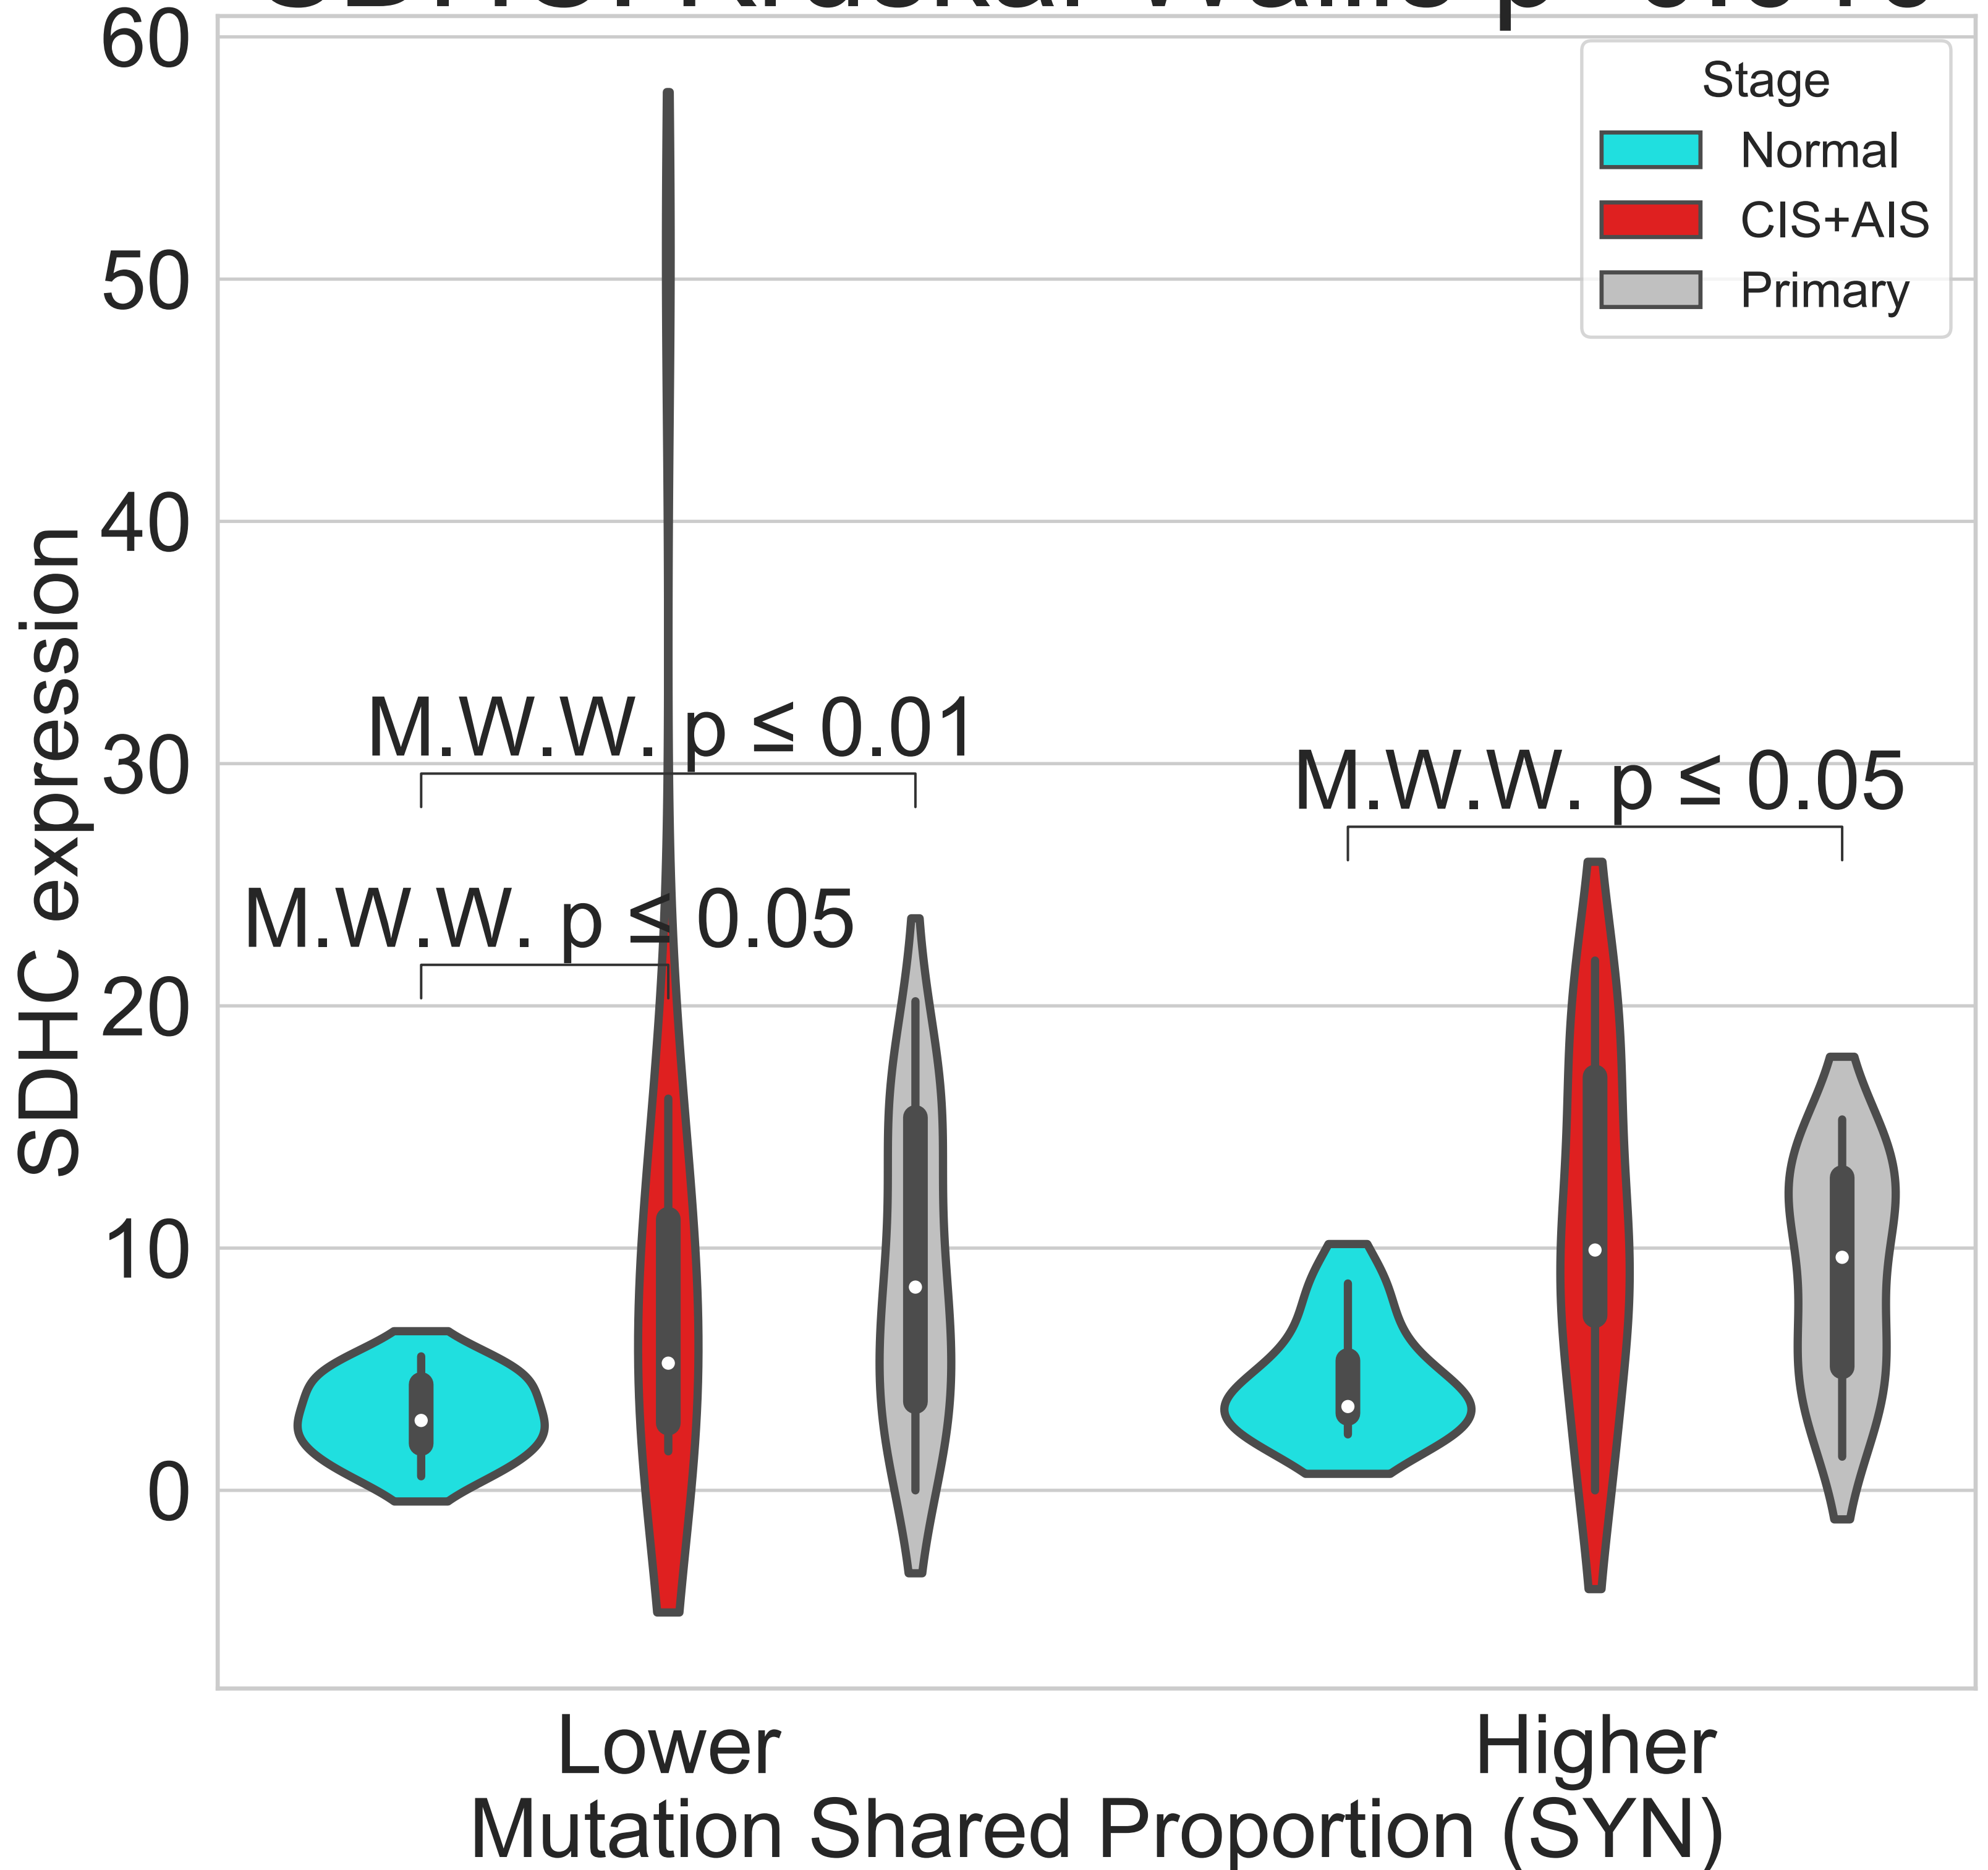 60
50
40
30
20
10
0
SDHC expression
Stage
Normal
CIS+AIS
Primary
M.W.W. p ≤ 0.01
M.W.W. p ≤ 0.05
M.W.W. p ≤ 0.05
Lower
Higher
Mutation Shared Proportion (SYN)